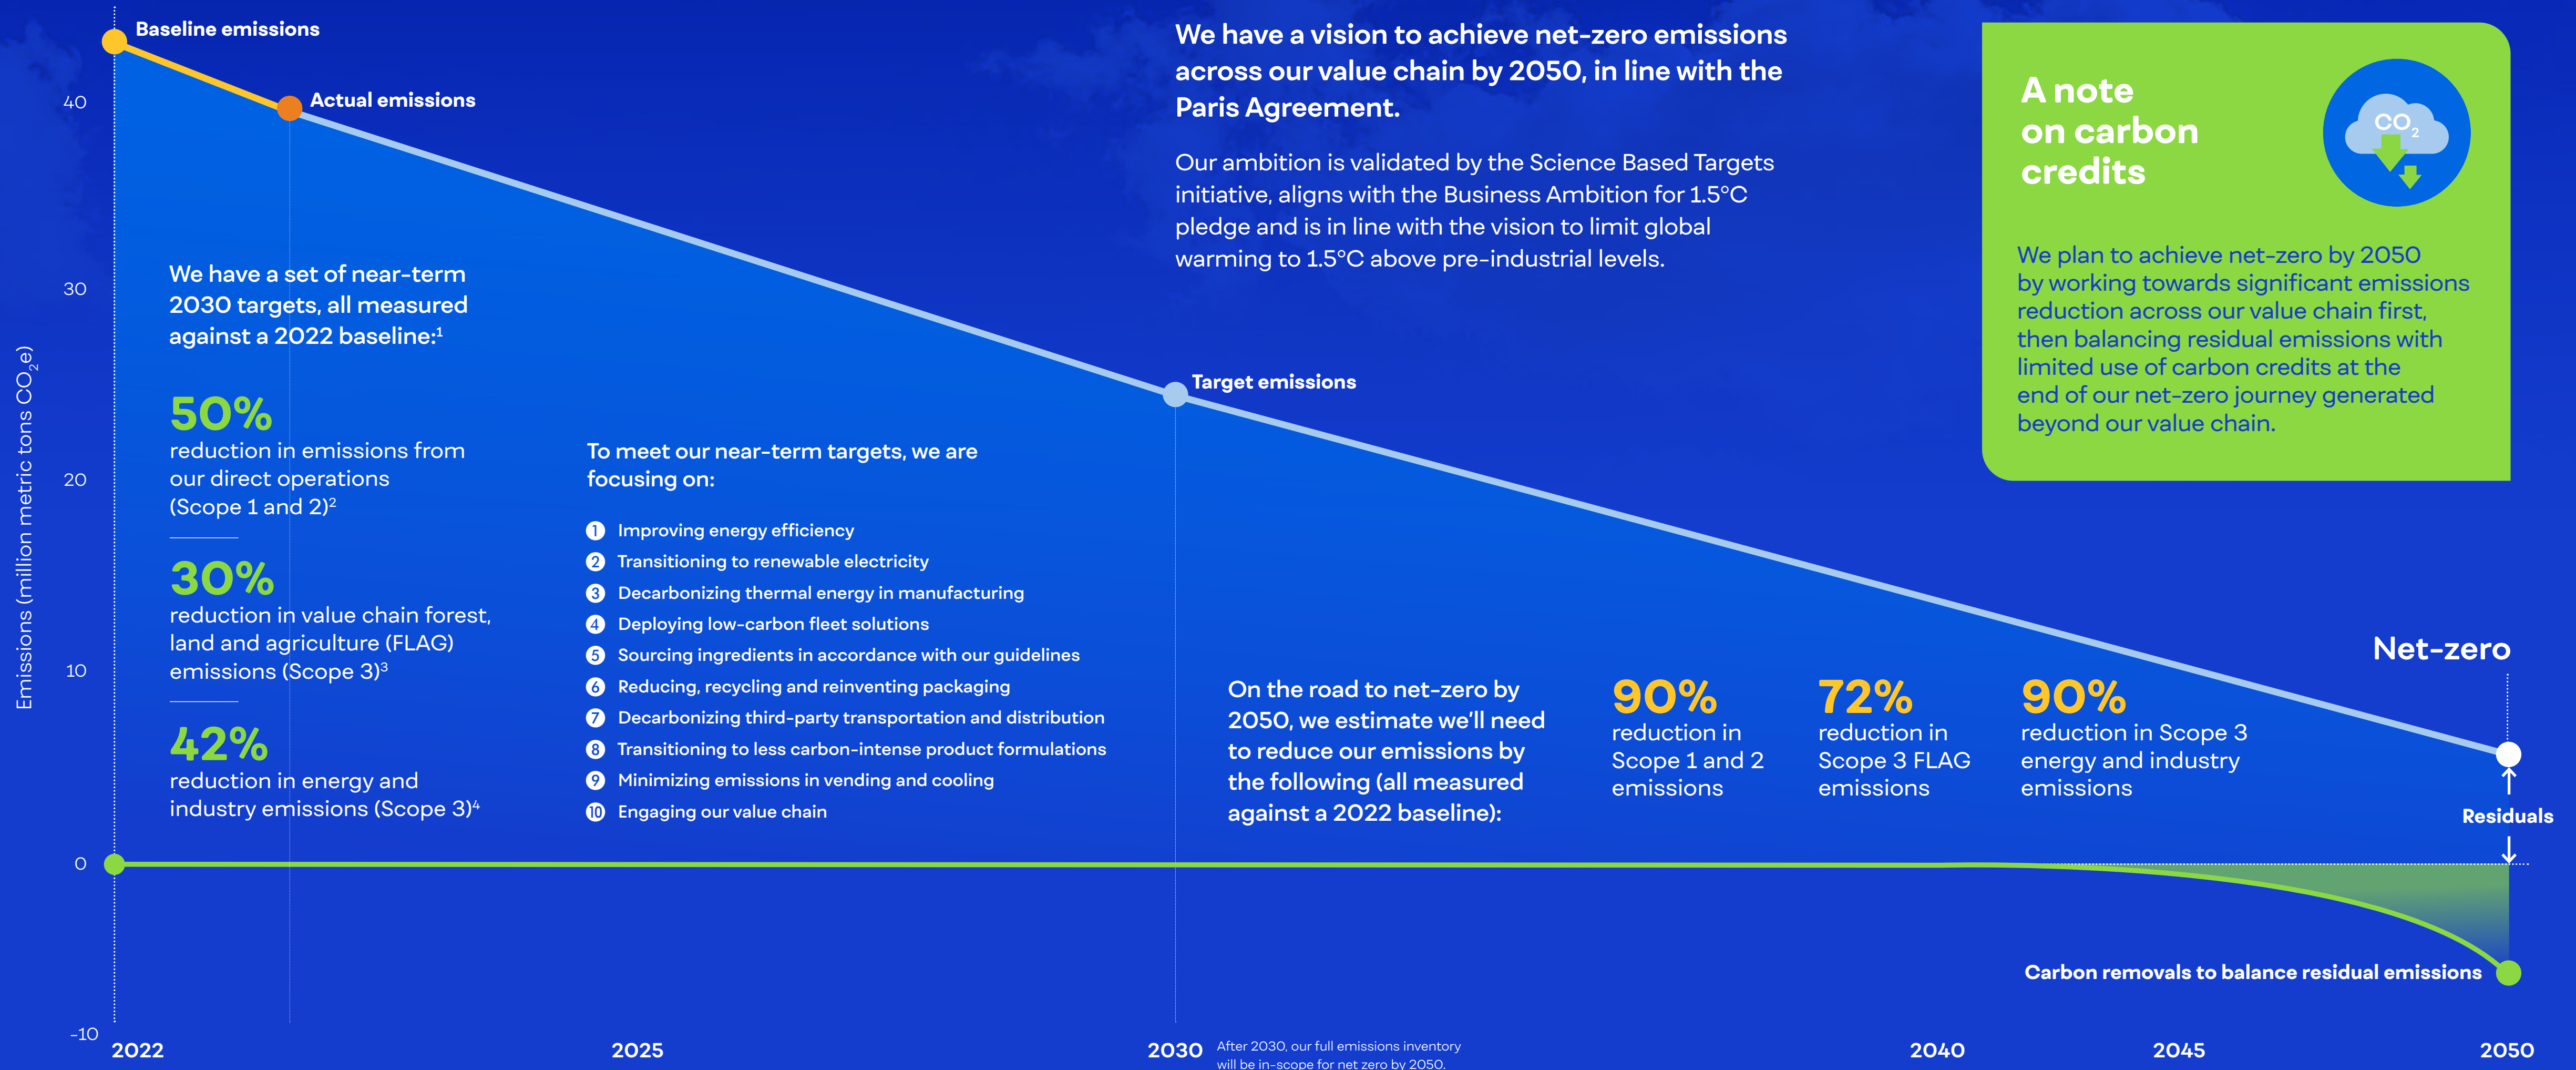 Baseline emissions
Actual emissions
40
30
20
10
0
-10
Emissions (million metric tons CO₂e)
We have a set of near-term
2030 targets, all measured
against a 2022 baseline:¹
50%
reduction in emissions from
our direct operations
(Scope 1 and 2)²
30%
reduction in value chain forest,
land and agriculture (FLAG)
emissions (Scope 3)³
42%
reduction in energy and
industry emissions (Scope 3)⁴
To meet our near-term targets, we are
focusing on:
1 Improving energy efficiency
2 Transitioning to renewable electricity
3 Decarbonizing thermal energy in manufacturing
4 Deploying low-carbon fleet solutions
5 Sourcing ingredients in accordance with our guidelines
6 Reducing, recycling and reinventing packaging
7 Decarbonizing third-party transportation and distribution
8 Transitioning to less carbon-intense product formulations
9 Minimizing emissions in vending and cooling
10 Engaging our value chain
We have a vision to achieve net-zero emissions
across our value chain by 2050, in line with the
Paris Agreement.
Our ambition is validated by the Science Based Targets
initiative, aligns with the Business Ambition for 1.5°C
pledge and is in line with the vision to limit global
warming to 1.5°C above pre-industrial levels.
Target emissions
A note
on carbon
credits
CO₂
We plan to achieve net-zero by 2050
by working towards significant emissions
reduction across our value chain first,
then balancing residual emissions with
limited use of carbon credits at the
end of our net-zero journey generated
beyond our value chain.
On the road to net-zero by
2050, we estimate we'll need
to reduce our emissions by
the following (all measured
against a 2022 baseline):
90%
reduction in
Scope 1 and 2
emissions
72%
reduction in
Scope 3 FLAG
emissions
90%
reduction in Scope 3
energy and industry
emissions
Net-zero
Residuals
Carbon removals to balance residual emissions
2022
2025
2030
After 2030, our full emissions inventory
will be in-scope for net zero by 2050.
2040
2045
2050